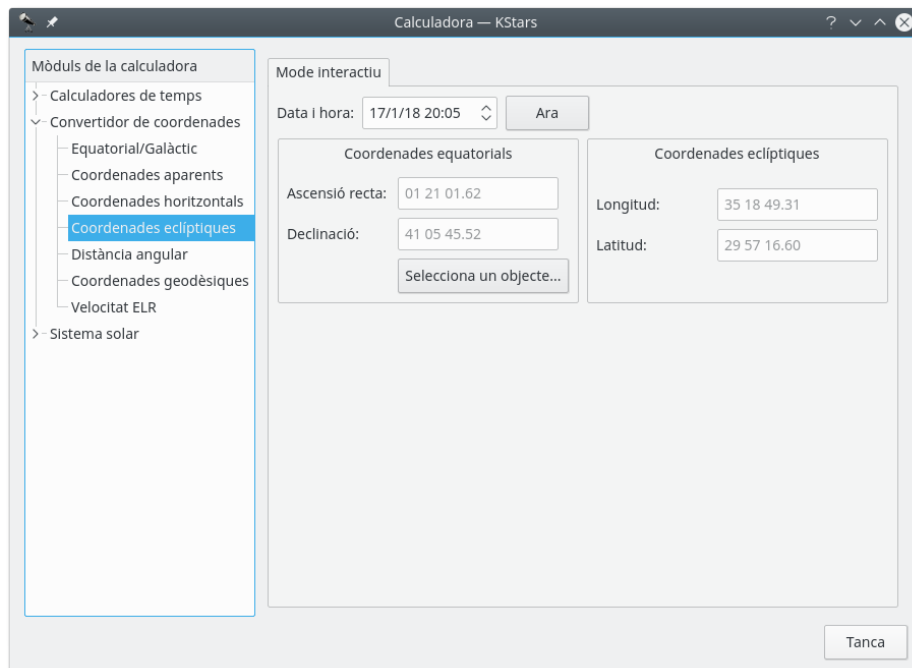 Calculadora — KStars
Mòduls de la calculadora
Calculadores de temps
Convertidor de coordenades
Equatorial/Galàctic
Coordenades aparents
Coordenades horitzontals
Coordenades eclíptiques
Distància angular
Coordenades geodèsiques
Velocitat ELR
Sistema solar
Mode interactiu
Data i hora: 17/1/18 20:05 Ara
Coordenades equatorials
Ascensió recta: 01 21 01.62
Declinació: 41 05 45.52
Selecciona un objecte...
Coordenades eclíptiques
Longitud: 35 18 49.31
Latitud: 29 57 16.60
Tanca